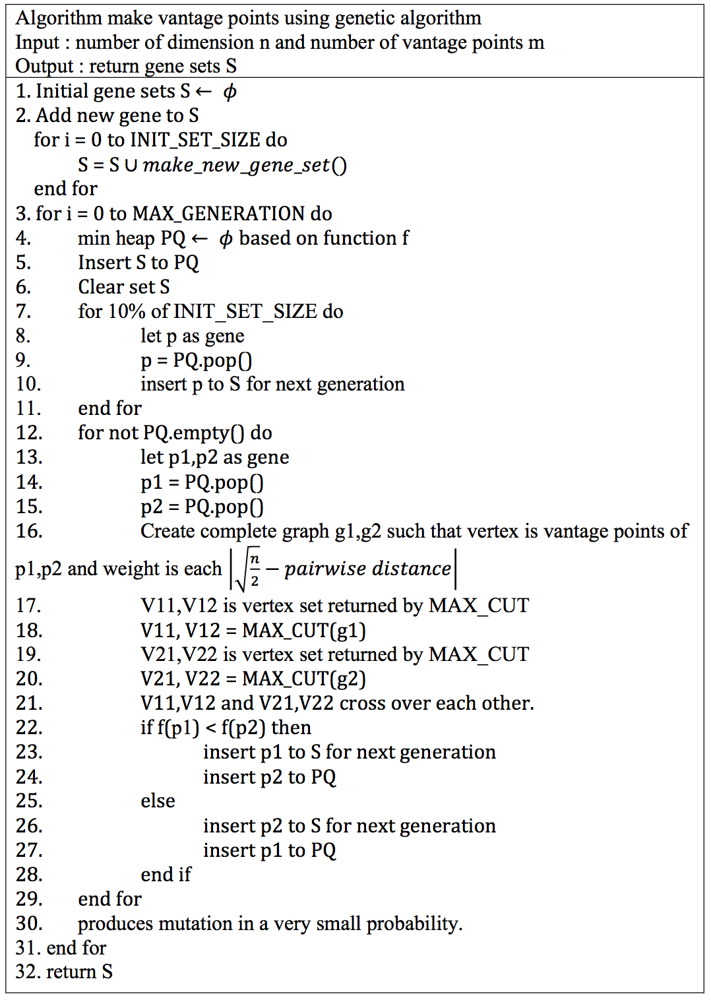 Algorithm make vantage points using genetic algorithm
Input : number of dimension n and number of vantage points m
Output : return gene sets S
1. Initial gene sets S ← ϕ
2. Add new gene to S
for i = 0 to INIT_SET_SIZE do
S = S ∪ make_new_gene_set()
end for
3. for i = 0 to MAX_GENERATION do
4. min heap PQ ← ϕ based on function f
5. Insert S to PQ
6. Clear set S
7. for 10% of INIT_SET_SIZE do
8. let p as gene
9. p = PQ.pop()
10. insert p to S for next generation
11. end for
12. for not PQ.empty() do
13. let p1,p2 as gene
14. p1 = PQ.pop()
15. p2 = PQ.pop()
16. Create complete graph g1,g2 such that vertex is vantage points of
p1,p2 and weight is each |√(n/2) − pairwise distance|
17. V11,V12 is vertex set returned by MAX_CUT
18. V11, V12 = MAX_CUT(g1)
19. V21,V22 is vertex set returned by MAX_CUT
20. V21, V22 = MAX_CUT(g2)
21. V11,V12 and V21,V22 cross over each other.
22. if f(p1) < f(p2) then
23. insert p1 to S for next generation
24. insert p2 to PQ
25. else
26. insert p2 to S for next generation
27. insert p1 to PQ
28. end if
29. end for
30. produces mutation in a very small probability.
31. end for
32. return S